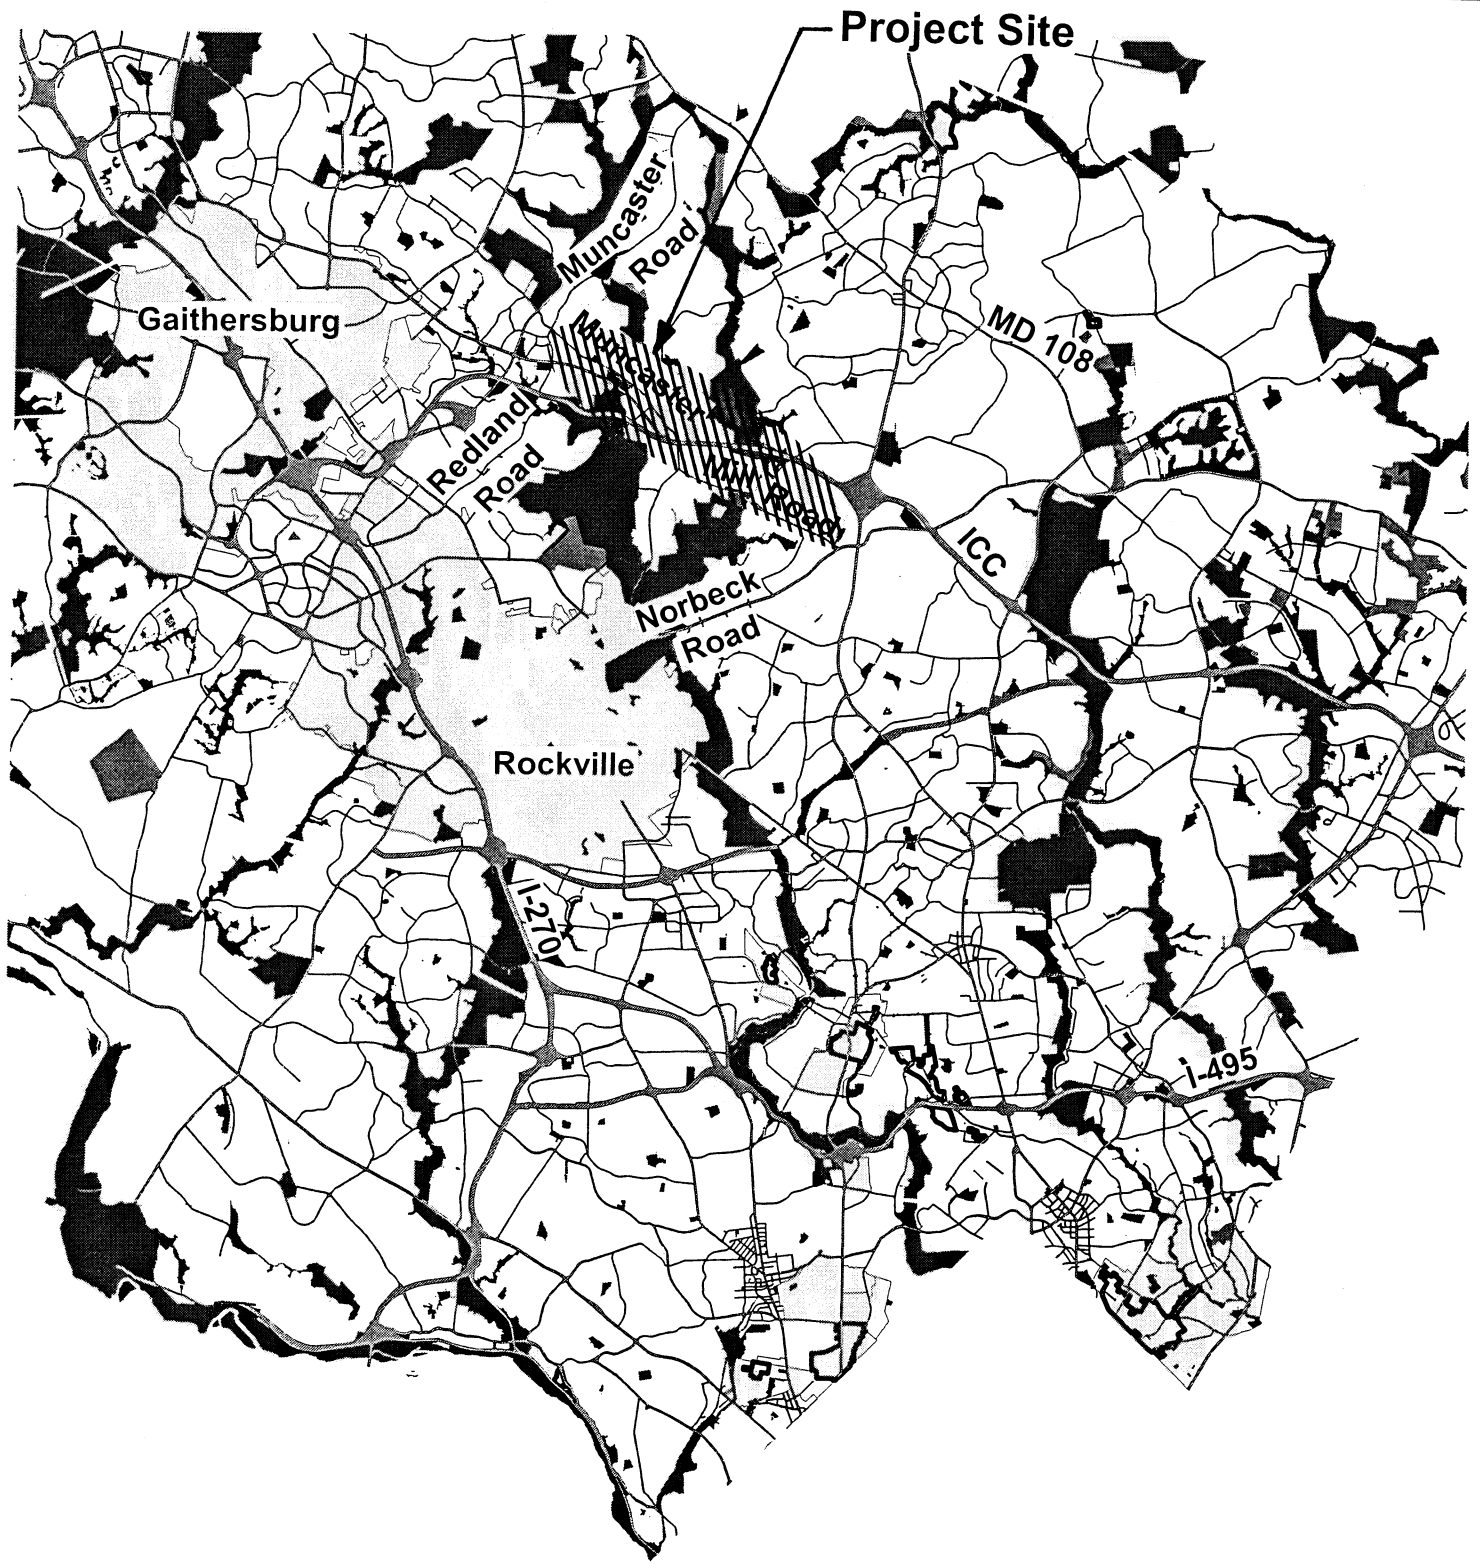 Project Site
Muncaster
Road
Gaithersburg
MD 108
Muncaster
Mill Road
Redland
Road
ICC
Norbeck
Road
Rockville
I-270
I-495